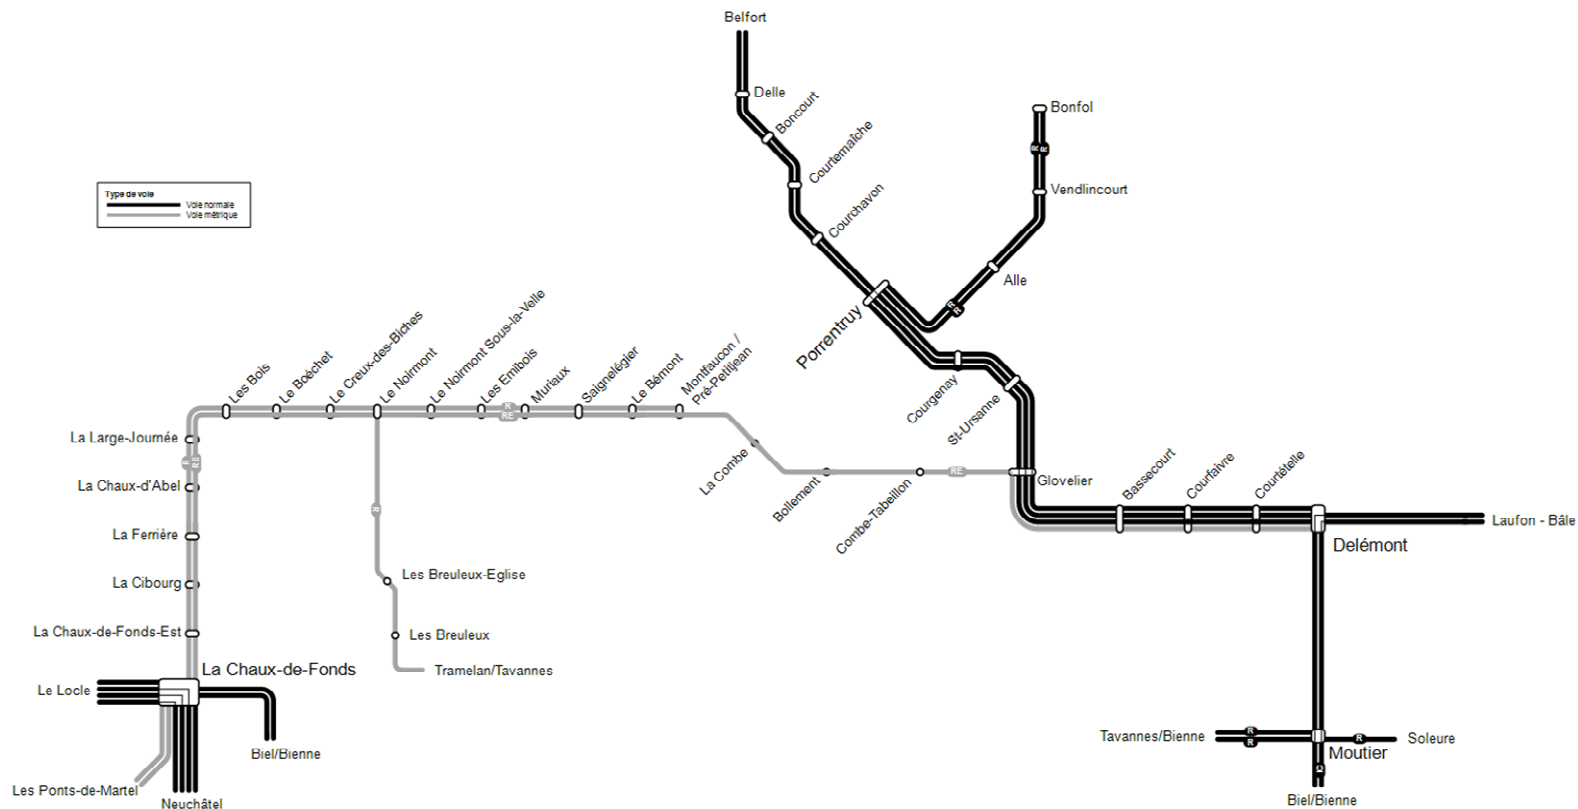 Belfort
Delle
Boncourt
Bonfol
Courtemaîche
R R
Type de voie
Voie normale
Voie métrique
Vendlincourt
Courchavon
Alle
R R
Porrentruy
Les Bois
Le Boéchet
Le Creux-des-Biches
Le Noirmont
Le Noirmont Sous-la-Velle
Les Emibois
Muriaux
Saignelégier
Le Bémont
Montfaucon /
Pré-Petitjean
Courgenay
St-Ursanne
R
RE
La Large-Journée
R RE
La Combe
La Chaux-d'Abel
Bollement
Combe-Tabeillon
RE
Glovelier
Bassecourt
Courfaivre
Courtételle
R
Laufon - Bâle
La Ferrière
Delémont
La Cibourg
Les Breuleux-Eglise
La Chaux-de-Fonds-Est
Les Breuleux
La Chaux-de-Fonds
Tramelan/Tavannes
Le Locle
Tavannes/Bienne
R
R
R
Soleure
Biel/Bienne
Moutier
Les Ponts-de-Martel
Neuchâtel
Biel/Bienne